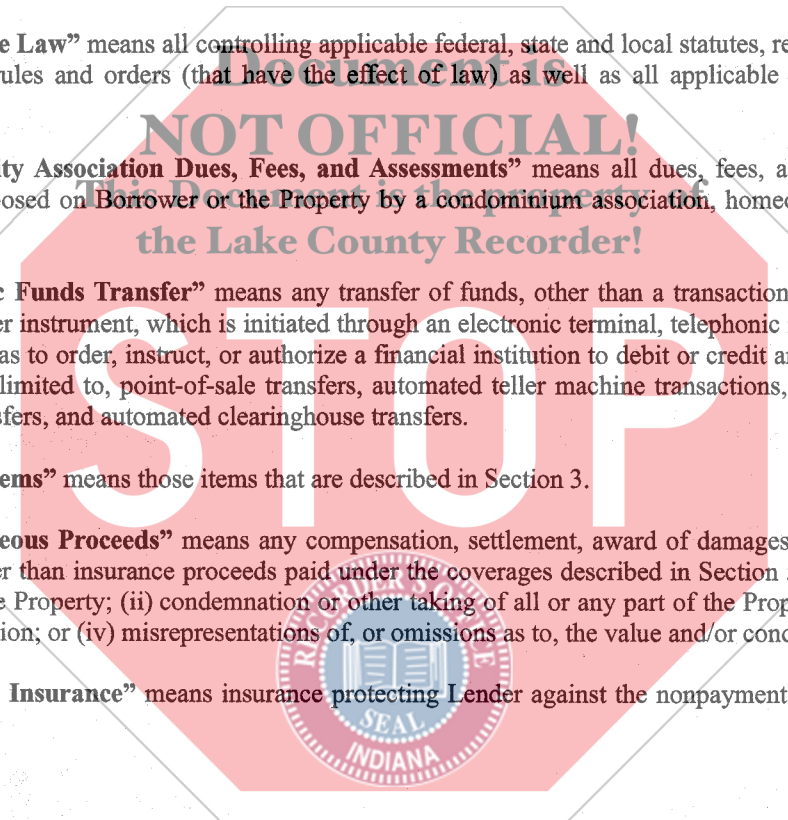 e Law” means all controlling applicable federal, state and local statutes, re
ules and orders (that have the effect of law) as well as all applicable
Document is
NOT OFFICIAL!
ity Association Dues, Fees, and Assessments” means all dues, fees, a
osed on Borrower or the Property by a condominium association, homeo
This Document is the property of
the Lake County Recorder!
c Funds Transfer” means any transfer of funds, other than a transaction
er instrument, which is initiated through an electronic terminal, telephonic
as to order, instruct, or authorize a financial institution to debit or credit a
limited to, point-of-sale transfers, automated teller machine transactions,
sfers, and automated clearinghouse transfers.
STOP
ems” means those items that are described in Section 3.
eous Proceeds” means any compensation, settlement, award of damages
er than insurance proceeds paid under the coverages described in Section
e Property; (ii) condemnation or other taking of all or any part of the Prop
ion; or (iv) misrepresentations of, or omissions as to, the value and/or conc
Insurance” means insurance protecting Lender against the nonpayment
RECORDER'S OFFICE
SEAL
INDIANA